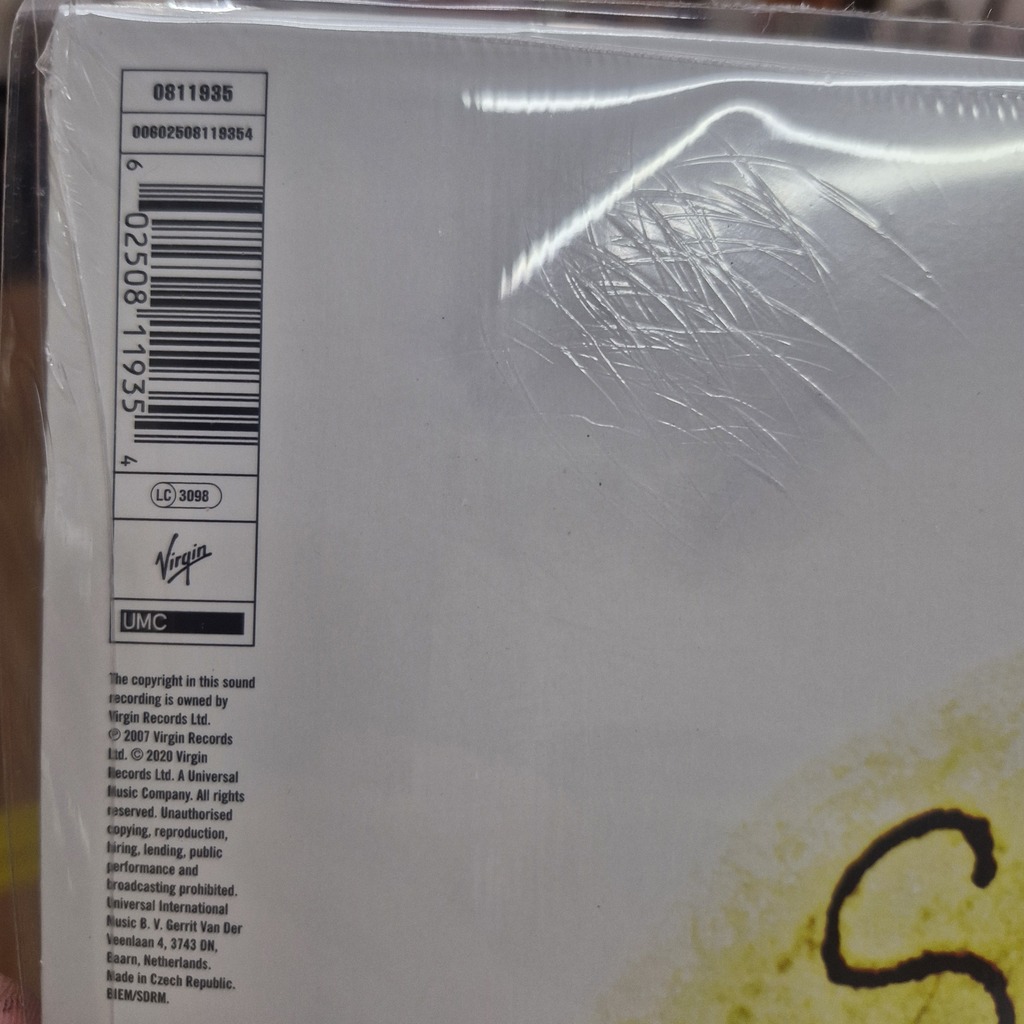 0811935
00602508119354
6 02508 11935 4
LC 3098
Virgin
UMC
The copyright in this sound
recording is owned by
Virgin Records Ltd.
℗ 2007 Virgin Records
Ltd. © 2020 Virgin
Records Ltd. A Universal
Music Company. All rights
reserved. Unauthorised
copying, reproduction,
hiring, lending, public
performance and
broadcasting prohibited.
Universal International
Music B. V. Gerrit Van Der
Veenlaan 4, 3743 DN,
Baarn, Netherlands.
Made in Czech Republic.
BIEM/SDRM.
S